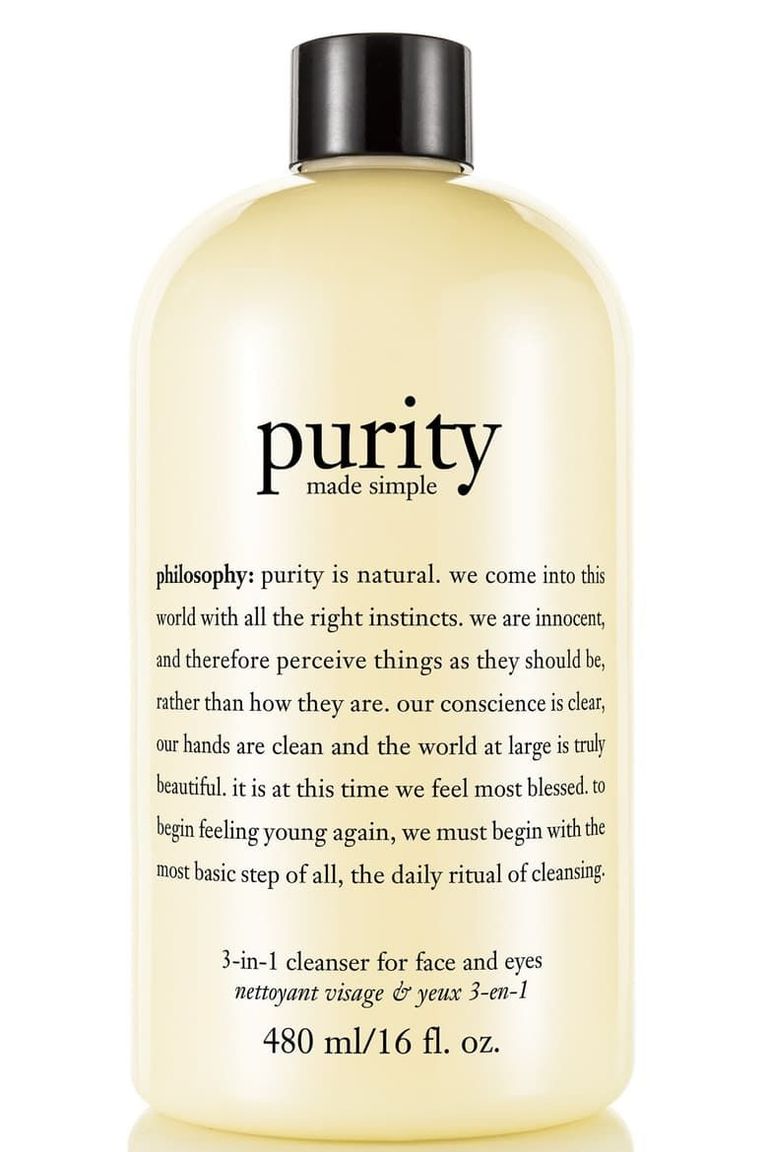 purity
made simple
philosophy: purity is natural. we come into this
world with all the right instincts. we are innocent,
and therefore perceive things as they should be,
rather than how they are. our conscience is clear,
our hands are clean and the world at large is truly
beautiful. it is at this time we feel most blessed. to
begin feeling young again, we must begin with the
most basic step of all, the daily ritual of cleansing.
3-in-1 cleanser for face and eyes
nettoyant visage & yeux 3-en-1
480 ml/16 fl. oz.